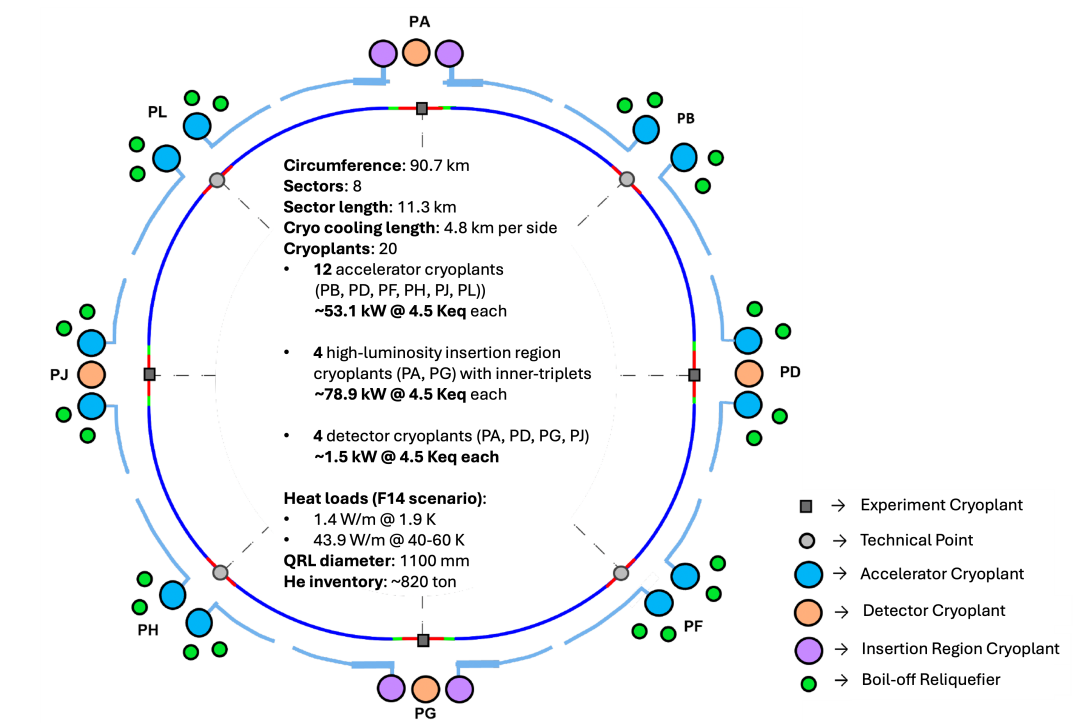 PA
PL
PB
Circumference: 90.7 km
Sectors: 8
Sector length: 11.3 km
Cryo cooling length: 4.8 km per side
Cryoplants: 20
• 12 accelerator cryoplants
(PB, PD, PF, PH, PJ, PL))
~53.1 kW @ 4.5 Keq each
• 4 high-luminosity insertion region
cryoplants (PA, PG) with inner-triplets
~78.9 kW @ 4.5 Keq each
• 4 detector cryoplants (PA, PD, PG, PJ)
~1.5 kW @ 4.5 Keq each
Heat loads (F14 scenario):
• 1.4 W/m @ 1.9 K
• 43.9 W/m @ 40-60 K
QRL diameter: 1100 mm
He inventory: ~820 ton
PJ
PD
PH
PF
PG
→ Experiment Cryoplant
→ Technical Point
→ Accelerator Cryoplant
→ Detector Cryoplant
→ Insertion Region Cryoplant
→ Boil-off Reliquefier